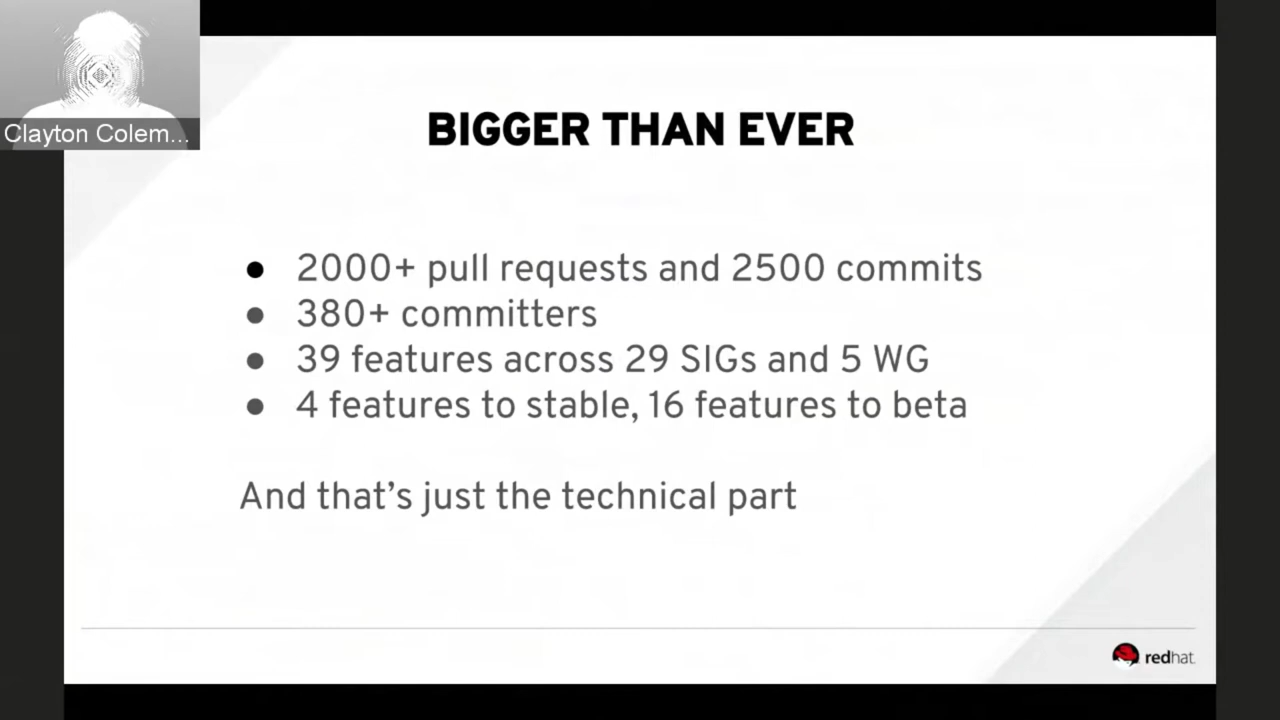 Clayton Colem...
BIGGER THAN EVER
● 2000+ pull requests and 2500 commits
● 380+ committers
● 39 features across 29 SIGs and 5 WG
● 4 features to stable, 16 features to beta
And that's just the technical part
redhat